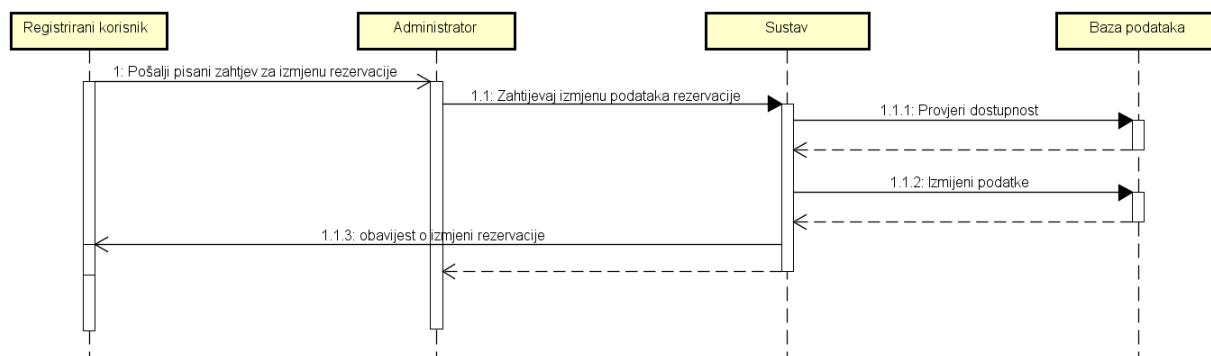 Registrirani korisnik
Administrator
Sustav
Baza podataka
1: Pošalji pisani zahtjev za izmjenu rezervacije
1.1: Zahtijevaj izmjenu podataka rezervacije
1.1.1: Provjeri dostupnost
1.1.2: Izmijeni podatke
1.1.3: obavijest o izmjeni rezervacije